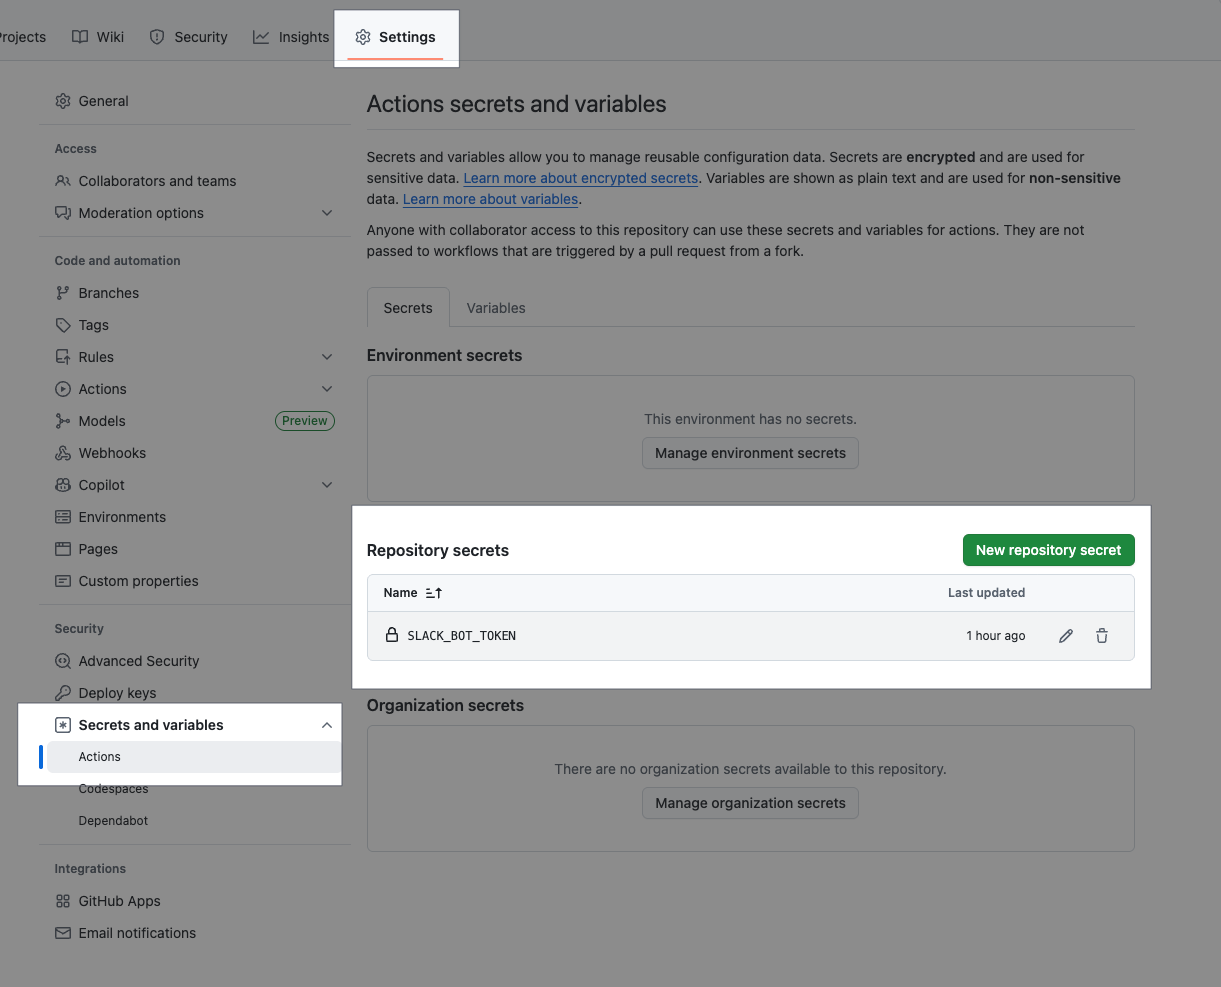 Projects Wiki Security Insights Settings
General
Access
Collaborators and teams
Moderation options
Code and automation
Branches
Tags
Rules
Actions
Models Preview
Webhooks
Copilot
Environments
Pages
Custom properties
Security
Advanced Security
Deploy keys
Secrets and variables
Actions
Codespaces
Dependabot
Integrations
GitHub Apps
Email notifications
Actions secrets and variables
Secrets and variables allow you to manage reusable configuration data. Secrets are encrypted and are used for
sensitive data. Learn more about encrypted secrets. Variables are shown as plain text and are used for non-sensitive
data. Learn more about variables.
Anyone with collaborator access to this repository can use these secrets and variables for actions. They are not
passed to workflows that are triggered by a pull request from a fork.
Secrets Variables
Environment secrets
This environment has no secrets.
Manage environment secrets
Repository secrets New repository secret
Name Last updated
SLACK_BOT_TOKEN 1 hour ago
Organization secrets
There are no organization secrets available to this repository.
Manage organization secrets